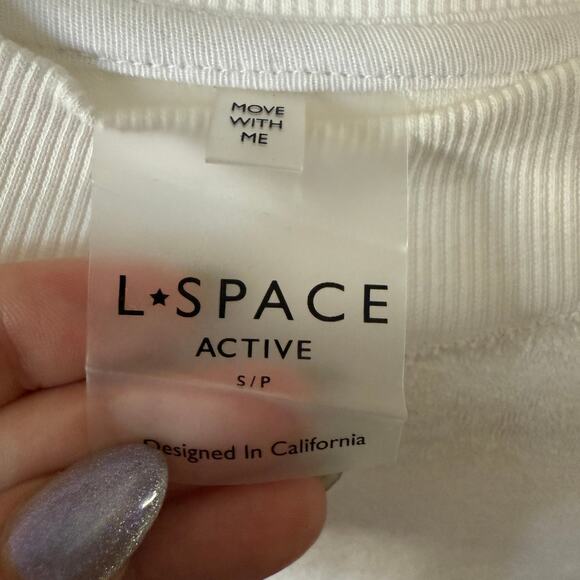 MOVE
WITH
ME
L★SPACE
ACTIVE
S/P
Designed In California